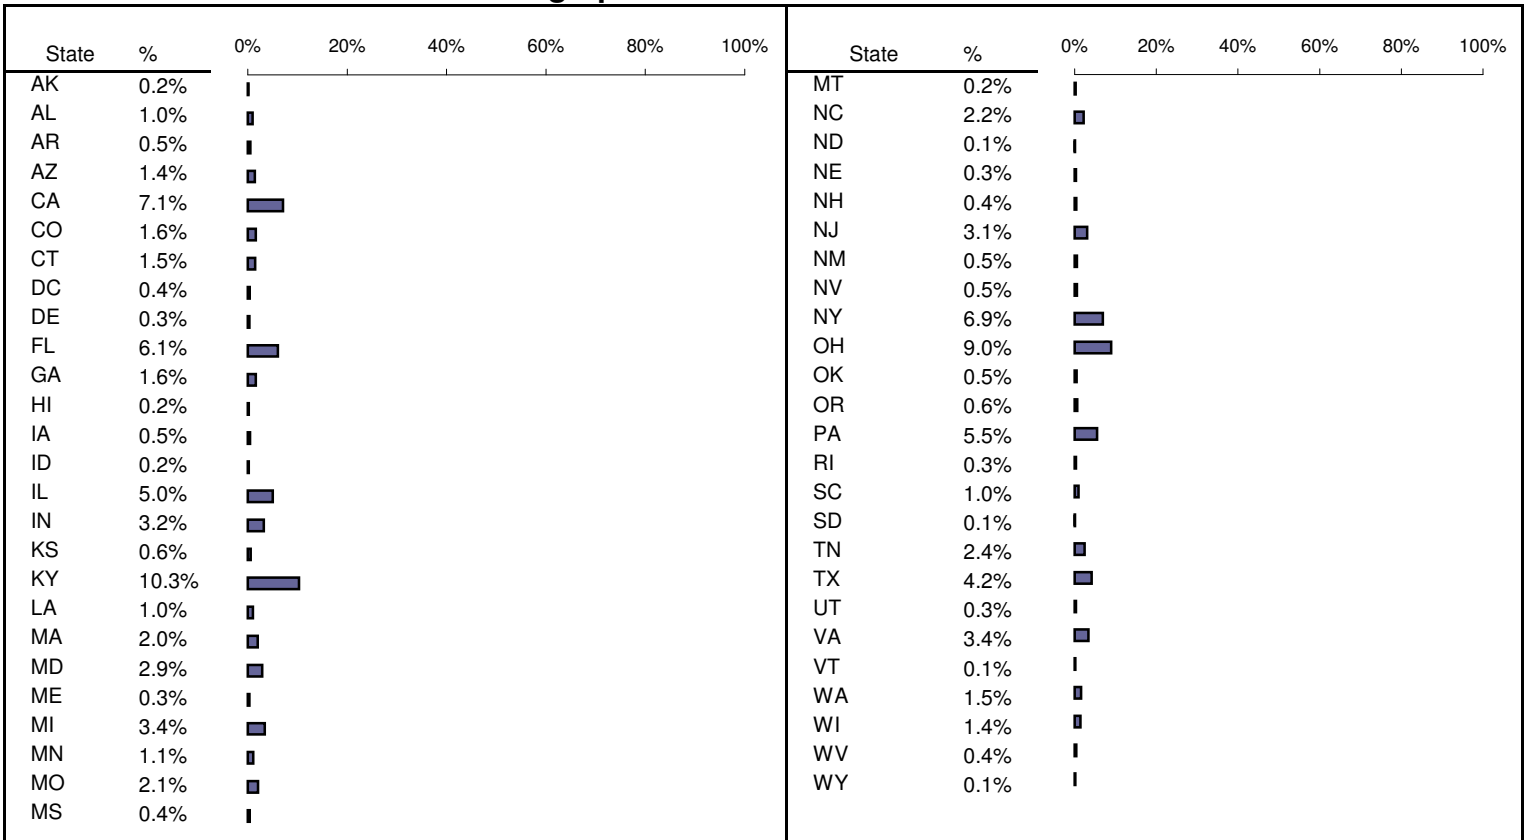 State % 0% 20% 40% 60% 80% 100%
AK 0.2%
AL 1.0%
AR 0.5%
AZ 1.4%
CA 7.1%
CO 1.6%
CT 1.5%
DC 0.4%
DE 0.3%
FL 6.1%
GA 1.6%
HI 0.2%
IA 0.5%
ID 0.2%
IL 5.0%
IN 3.2%
KS 0.6%
KY 10.3%
LA 1.0%
MA 2.0%
MD 2.9%
ME 0.3%
MI 3.4%
MN 1.1%
MO 2.1%
MS 0.4%
State % 0% 20% 40% 60% 80% 100%
MT 0.2%
NC 2.2%
ND 0.1%
NE 0.3%
NH 0.4%
NJ 3.1%
NM 0.5%
NV 0.5%
NY 6.9%
OH 9.0%
OK 0.5%
OR 0.6%
PA 5.5%
RI 0.3%
SC 1.0%
SD 0.1%
TN 2.4%
TX 4.2%
UT 0.3%
VA 3.4%
VT 0.1%
WA 1.5%
WI 1.4%
WV 0.4%
WY 0.1%